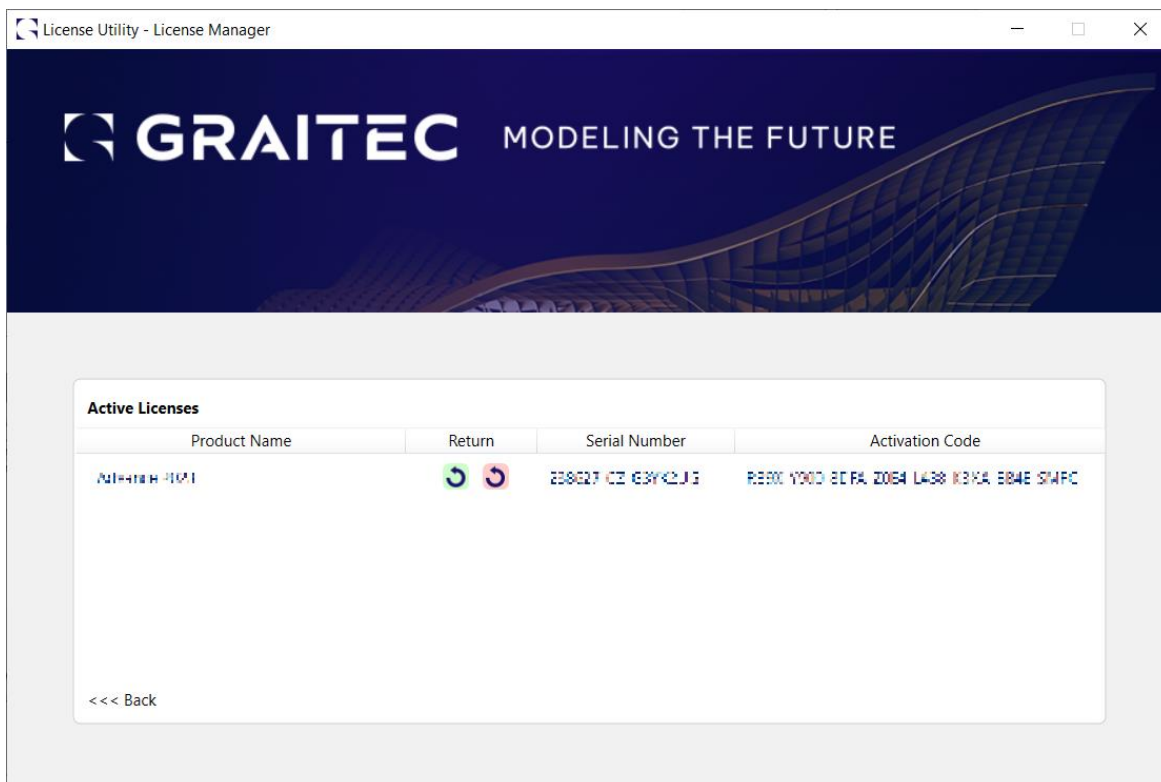 License Utility - License Manager
GRAITEC MODELING THE FUTURE
Active Licenses
Product Name Return Serial Number Activation Code
<<< Back